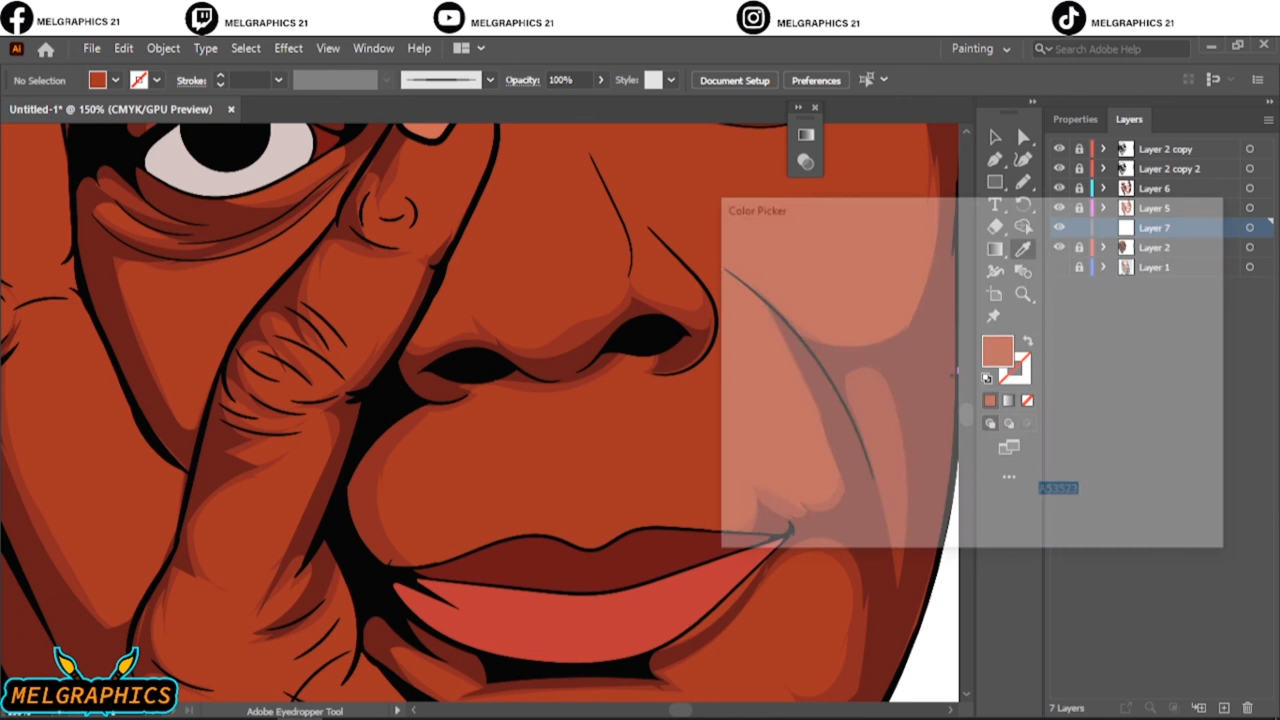 MELGRAPHICS 21
MELGRAPHICS 21
MELGRAPHICS 21
MELGRAPHICS 21
MELGRAPHICS 21
Ai File Edit Object Type Select Effect View Window Help Painting Search Adobe Help
No Selection Stroke: Opacity: 100% Style: Document Setup Preferences
Untitled-1* @ 150% (CMYK/GPU Preview)
Properties Layers
Layer 2 copy
Layer 2 copy 2
Layer 6
Layer 5
Layer 7
Layer 2
Layer 1
Color Picker
A53523
MELGRAPHICS
Adobe Eyedropper Tool
7 Layers